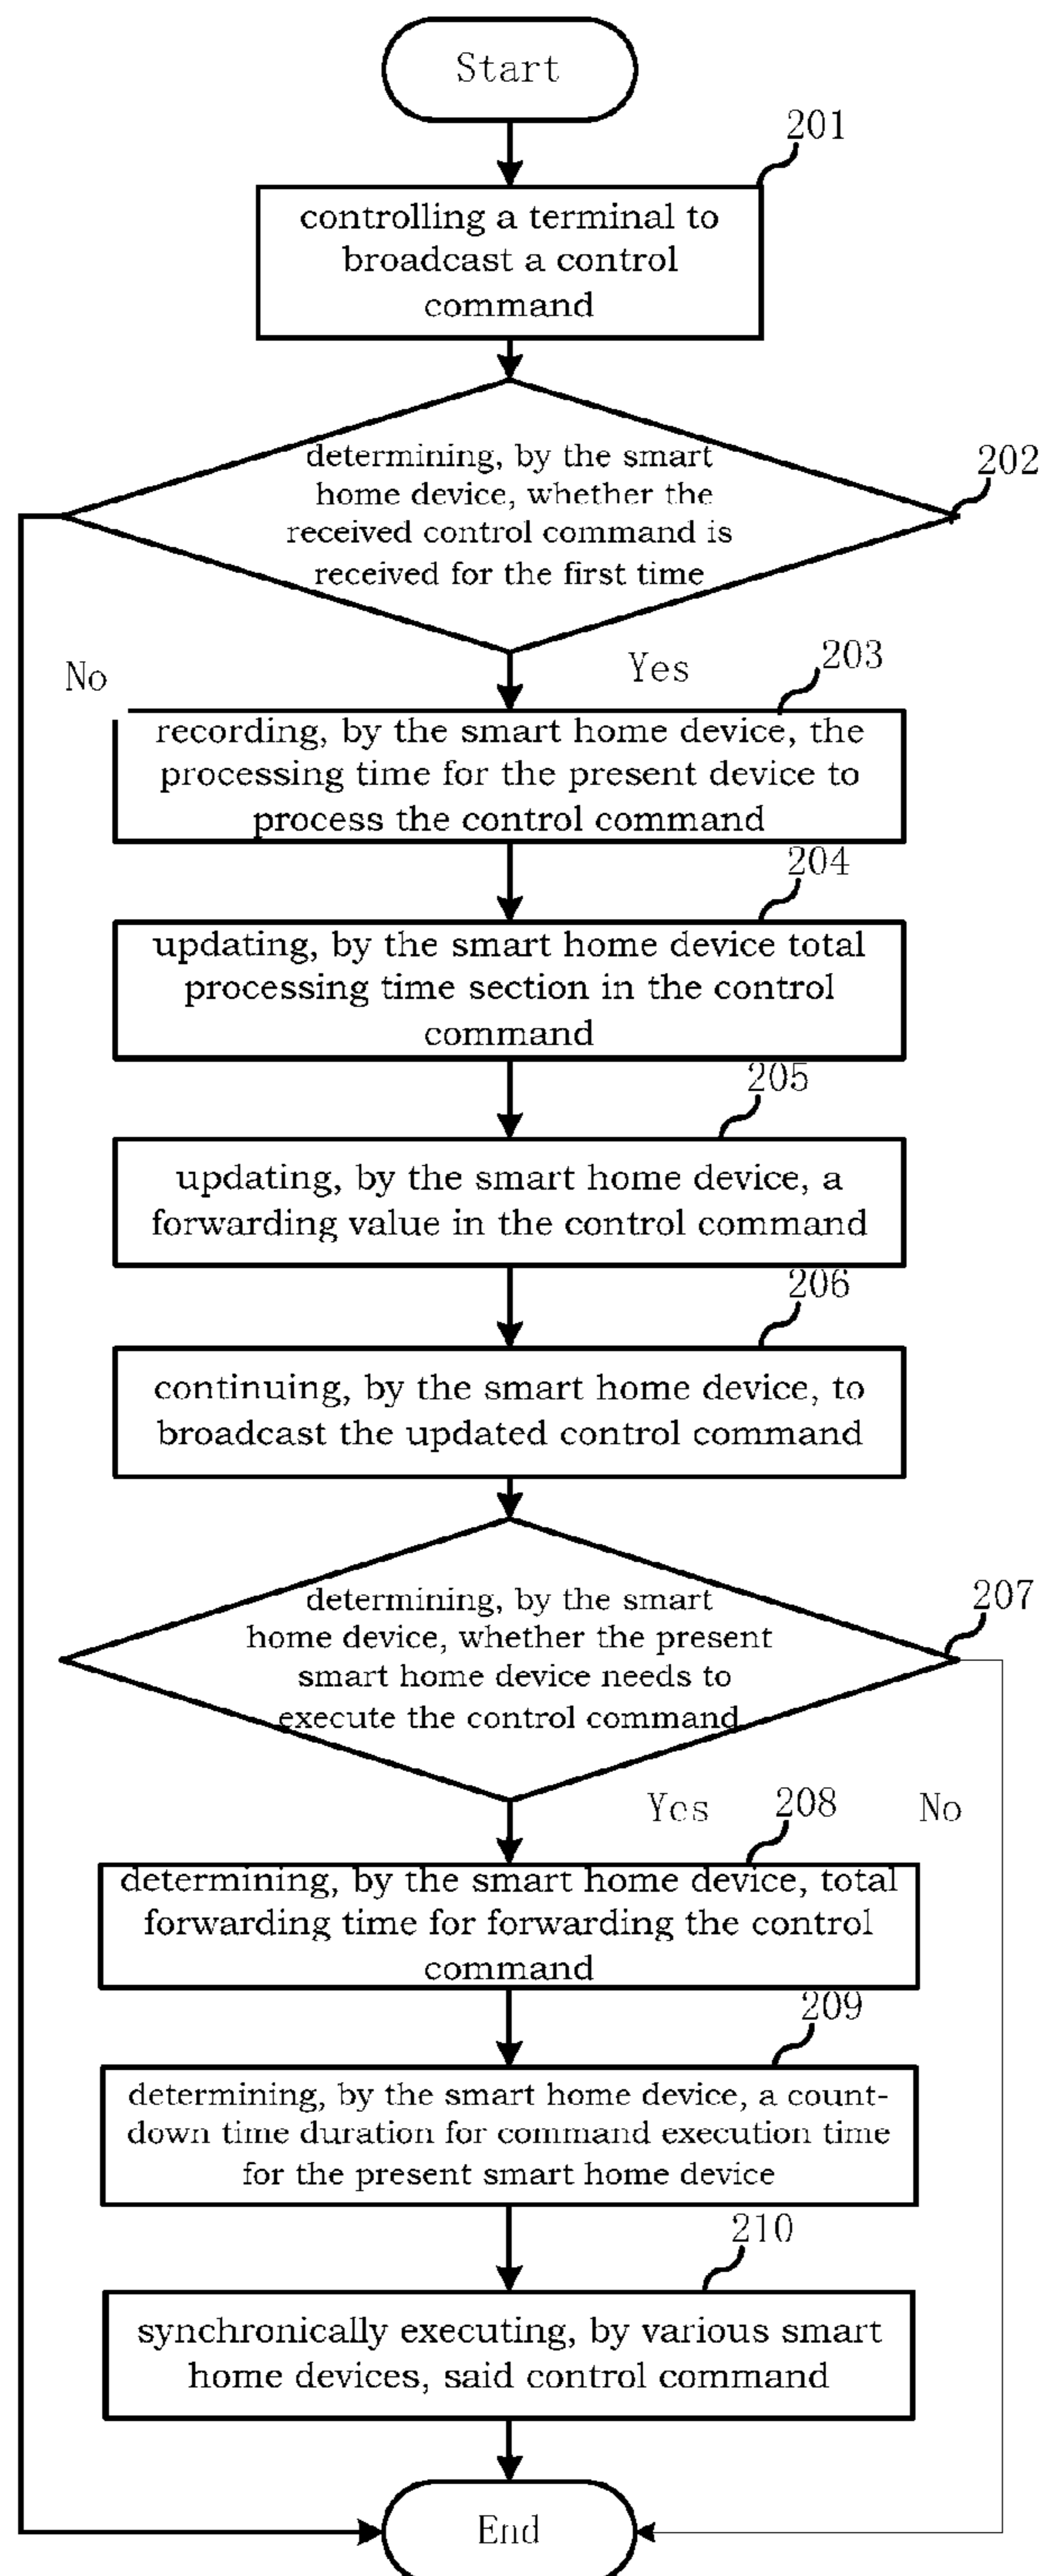 Start
201
controlling a terminal to
broadcast a control
command
202
determining, by the smart
home device, whether the
received control command is
received for the first time
No
Yes
203
recording, by the smart home device, the
processing time for the present device to
process the control command
204
updating, by the smart home device total
processing time section in the control
command
205
updating, by the smart home device, a
forwarding value in the control command
206
continuing, by the smart home device, to
broadcast the updated control command
207
determining, by the smart
home device, whether the present
smart home device needs to
execute the control command
Yes
208
No
determining, by the smart home device, total
forwarding time for forwarding the control
command
209
determining, by the smart home device, a count-
down time duration for command execution time
for the present smart home device
210
synchronically executing, by various smart
home devices, said control command
End